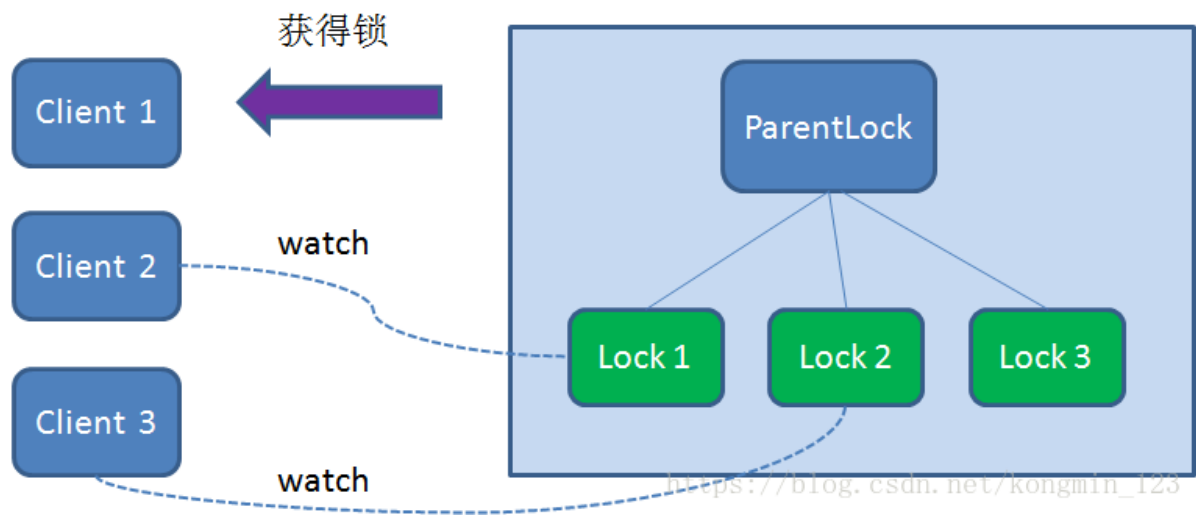 获得锁
Client 1
ParentLock
Client 2
watch
Lock 1
Lock 2
Lock 3
Client 3
watch
https://blog.csdn.net/kongmin_123